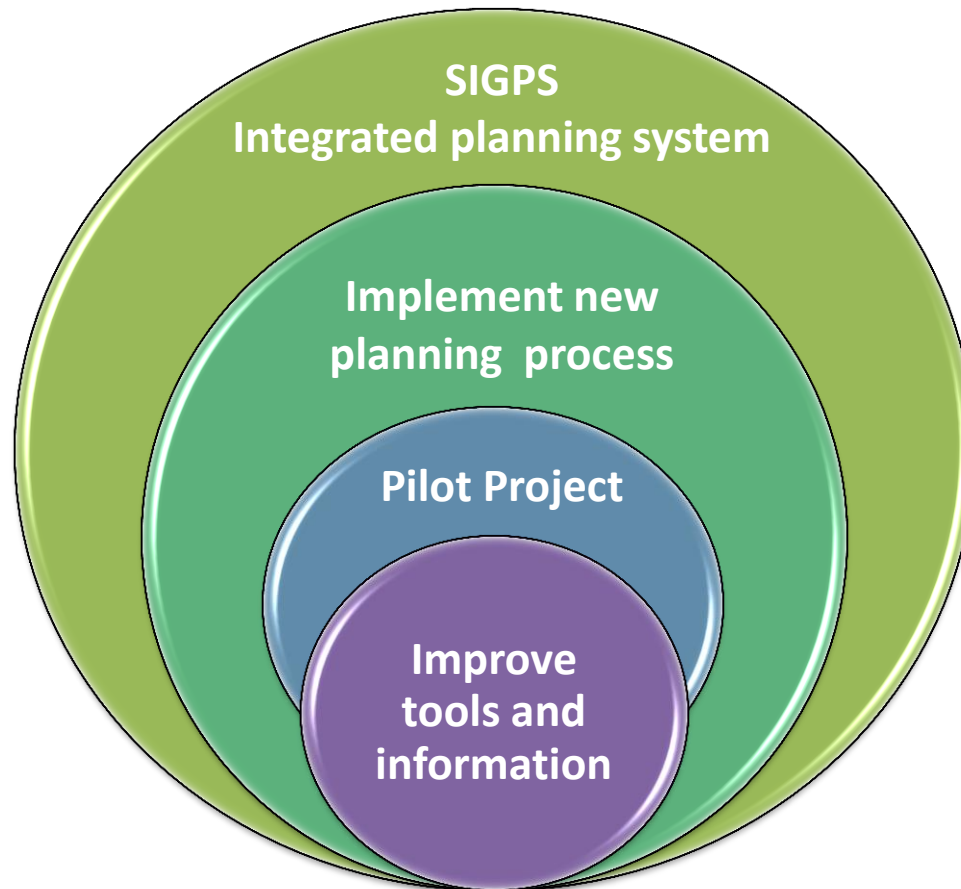 SIGPS
Integrated planning system
Implement new
planning  process
Pilot Project
Improve
tools and
information